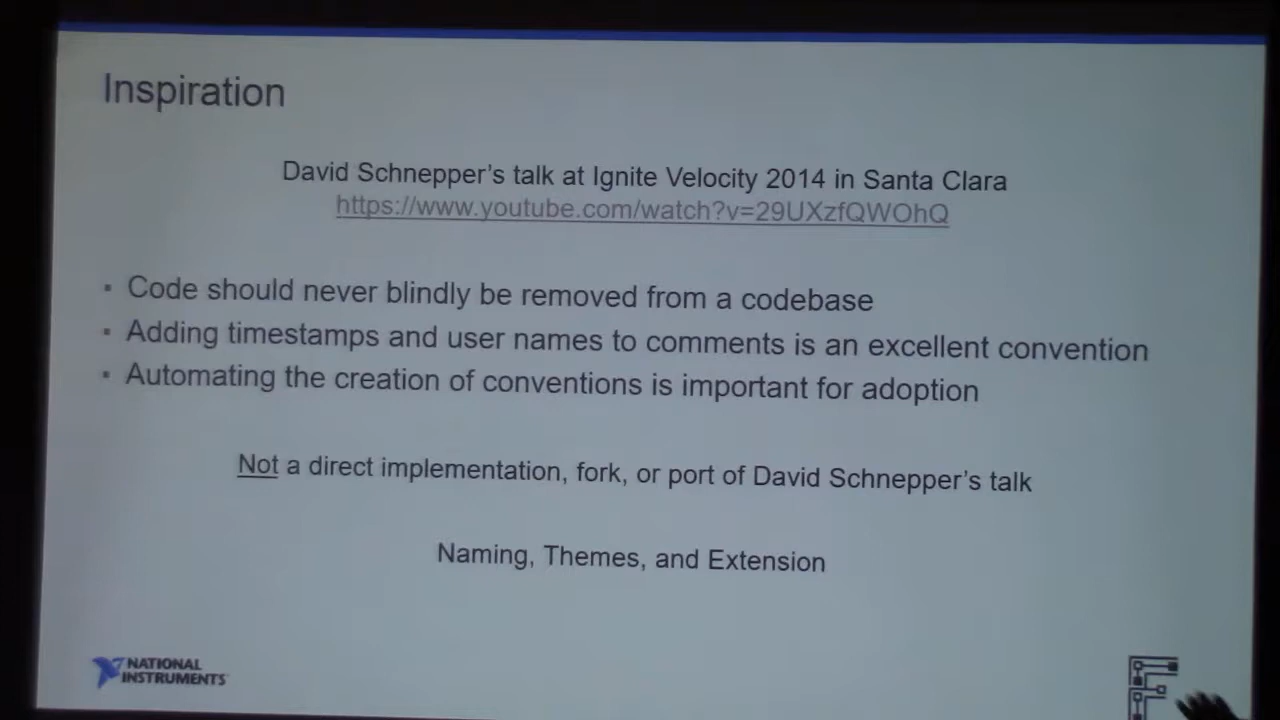 Inspiration
David Schnepper's talk at Ignite Velocity 2014 in Santa Clara
https://www.youtube.com/watch?v=29UXzfQWOhQ
▪ Code should never blindly be removed from a codebase
▪ Adding timestamps and user names to comments is an excellent convention
▪ Automating the creation of conventions is important for adoption
Not a direct implementation, fork, or port of David Schnepper's talk
Naming, Themes, and Extension
NATIONAL
INSTRUMENTS